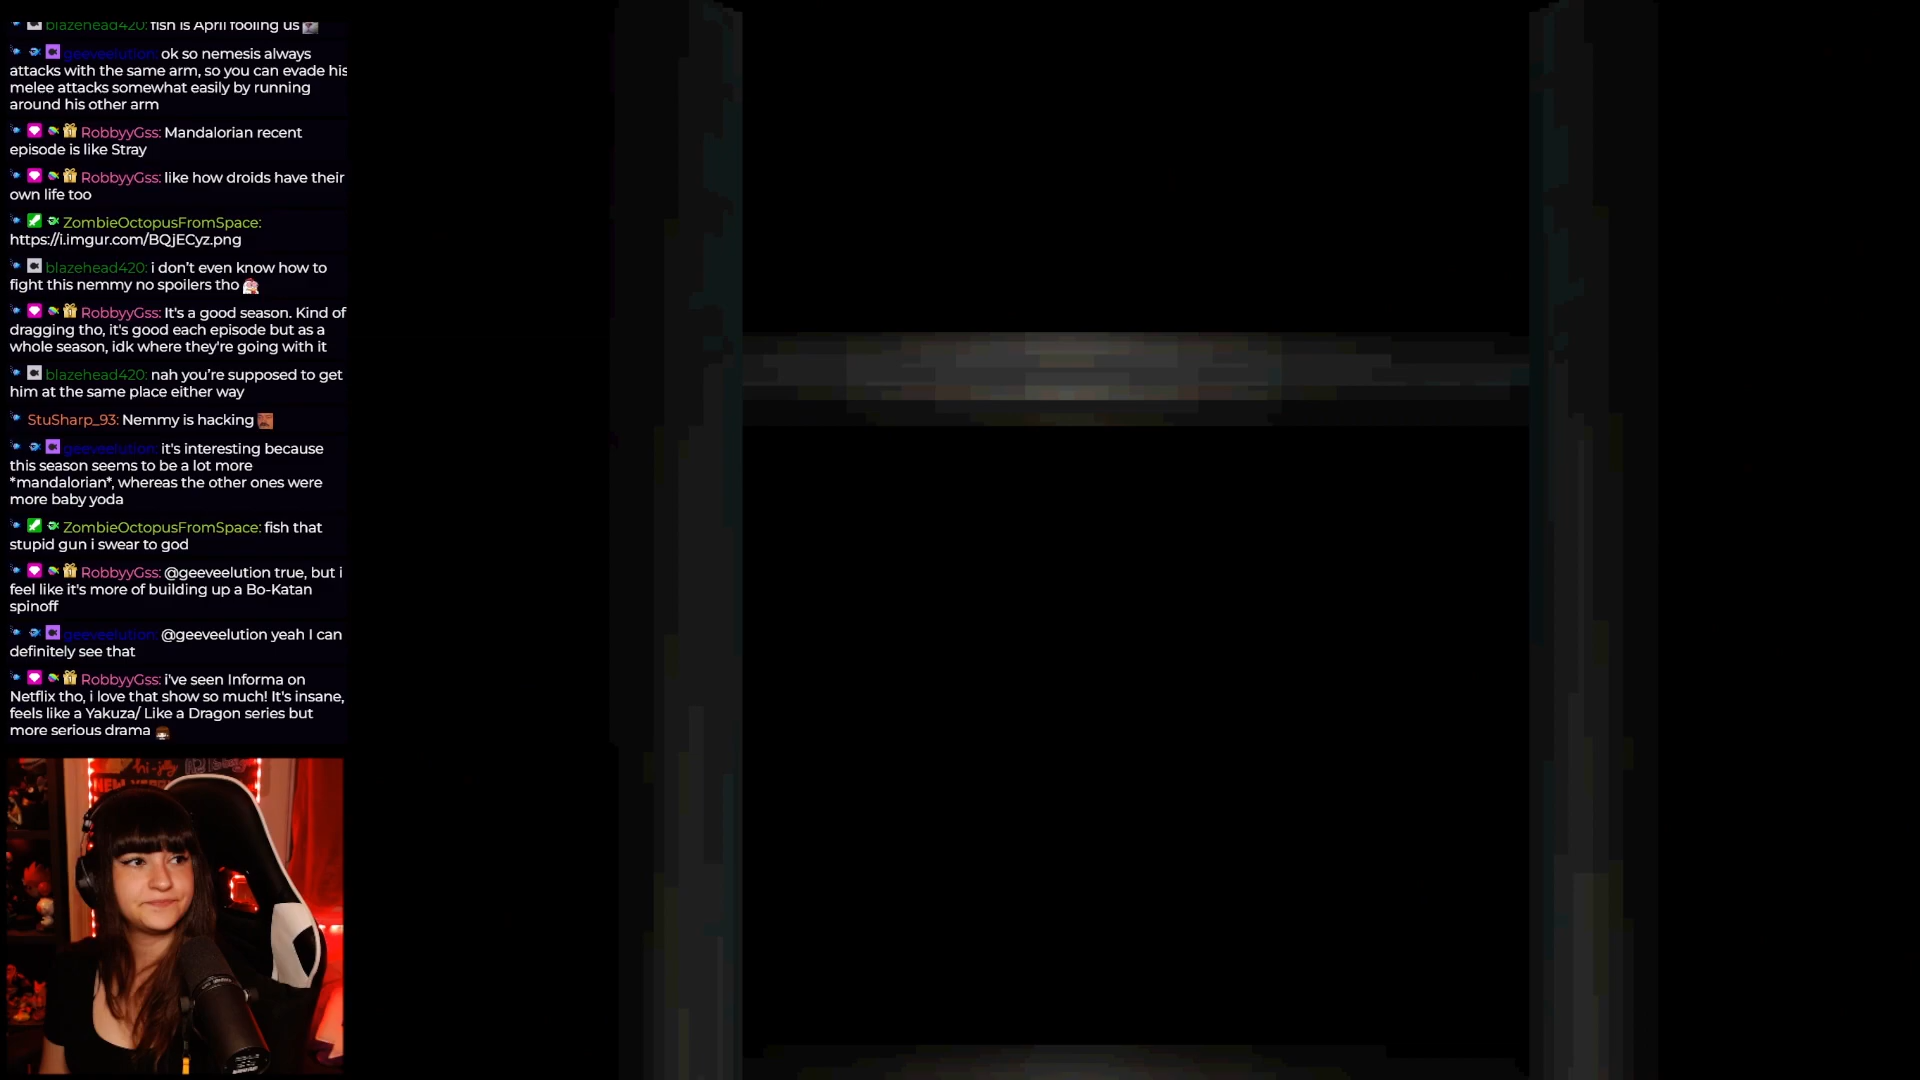 blazehead420: fish is April fooling us
geeveelution: ok so nemesis always
attacks with the same arm, so you can evade his
melee attacks somewhat easily by running
around his other arm
RobbyyGss: Mandalorian recent
episode is like Stray
RobbyyGss: like how droids have their
own life too
ZombieOctopusFromSpace:
https://i.imgur.com/BQjECyz.png
blazehead420: i don't even know how to
fight this nemmy no spoilers tho
RobbyyGss: It's a good season. Kind of
dragging tho, it's good each episode but as a
whole season, idk where they're going with it
blazehead420: nah you're supposed to get
him at the same place either way
StuSharp_93: Nemmy is hacking
geeveelution: it's interesting because
this season seems to be a lot more
*mandalorian*, whereas the other ones were
more baby yoda
ZombieOctopusFromSpace: fish that
stupid gun i swear to god
RobbyyGss: @geeveelution true, but i
feel like it's more of building up a Bo-Katan
spinoff
geeveelution: @geeveelution yeah I can
definitely see that
RobbyyGss: i've seen Informa on
Netflix tho, i love that show so much! It's insane,
feels like a Yakuza/ Like a Dragon series but
more serious drama
hi-jay
NEW